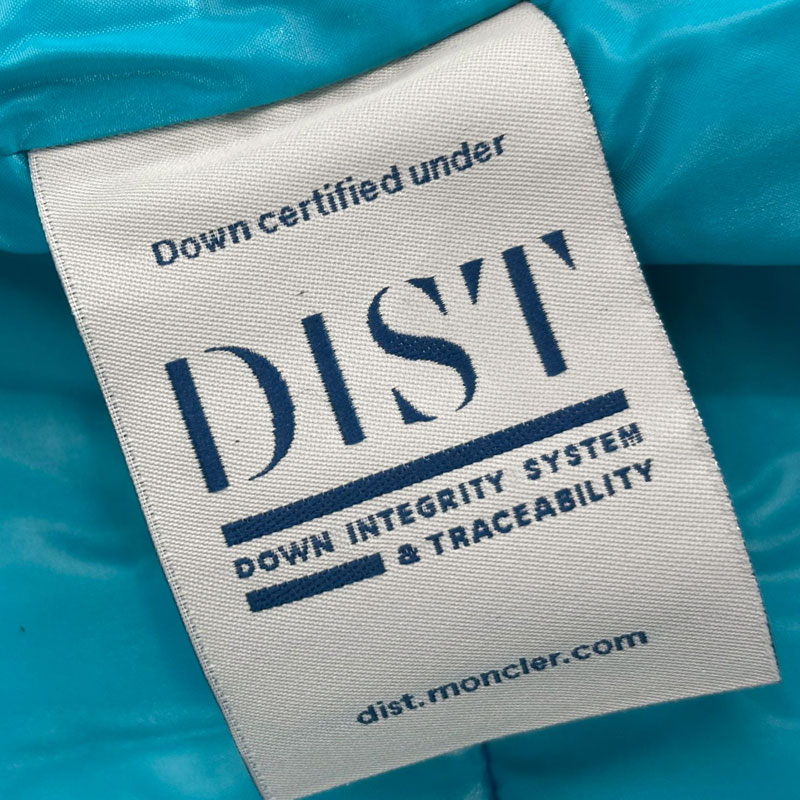 Down certified under
DIST
DOWN INTEGRITY SYSTEM
& TRACEABILITY
dist.moncler.com